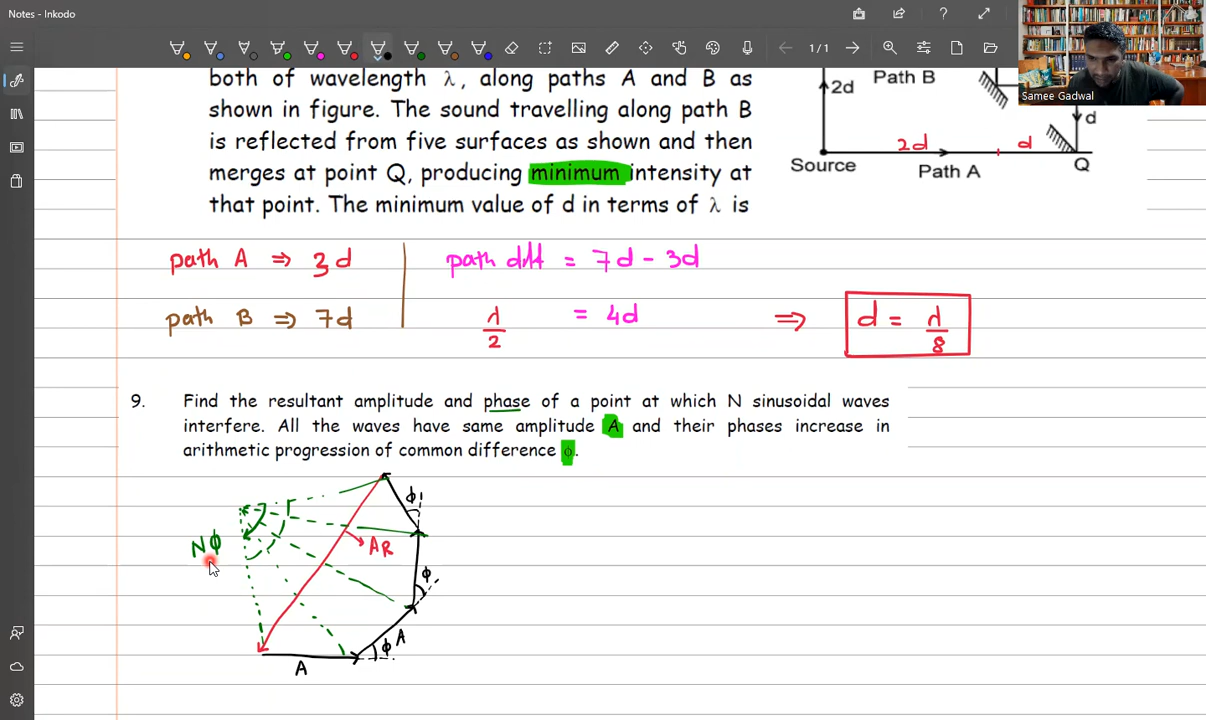 Notes - Inkodo
1/1
Samee Gadwal
both of wavelength λ, along paths A and B as
shown in figure. The sound travelling along path B
is reflected from five surfaces as shown and then
merges at point Q, producing minimum intensity at
that point. The minimum value of d in terms of λ is
2d
Path B
d
2d
d
Source
Path A
Q
path A ⇒ 3d
path diff = 7d - 3d
path B ⇒ 7d
λ/2 = 4d ⇒ d = λ/8
9. Find the resultant amplitude and phase of a point at which N sinusoidal waves
interfere. All the waves have same amplitude A and their phases increase in
arithmetic progression of common difference ϕ.
ϕ
r
Nϕ
AR
ϕ
ϕ
A
A